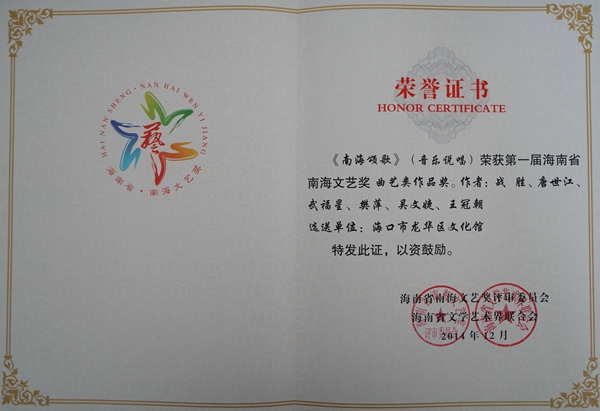 HAI NAN SHENG · NAN HAI WEN YI JIANG
藝
海南省 · 南海文艺奖
荣誉证书
HONOR CERTIFICATE
《南海颂歌》（音乐说唱）荣获第一届海南省
南海文艺奖 曲艺类作品奖。作者：战 胜、唐世江、
武福星、樊萍、吴文婕、王冠朝
选送单位：海口市龙华区文化馆
特发此证，以资鼓励。
海南省南海文艺奖评审委员会
海南省文学艺术界联合会
评审委员会
2014年12月